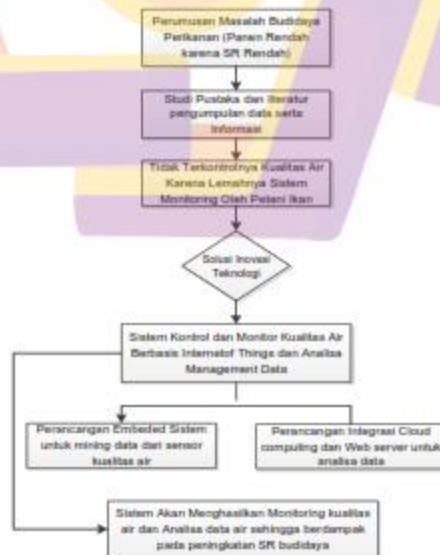 Perumusan Masalah Budidaya
Perikanan (Panen Rendah
karena SR Rendah)
Studi Pustaka dan literatur
pengumpulan data serta
Informasi
Tidak Terkontrolnya Kualitas Air
Karena Lemahnya Sistem
Monitoring Oleh Petani Ikan
Solusi Inovasi
Teknologi
Sistem Kontrol dan Monitor Kualitas Air
Berbasis Internetof Things dan Analisa
Management Data
Perancangan Embeded Sistem
untuk mining data dari sensor
kualitas air
Perancangan Integrasi Cloud
computing dan Web server untuk
analisa data
Sistem Akan Menghasilkan Monitoring kualitas
air dan Analisa data air sehingga berdampak
pada peningkatan SR budidaya